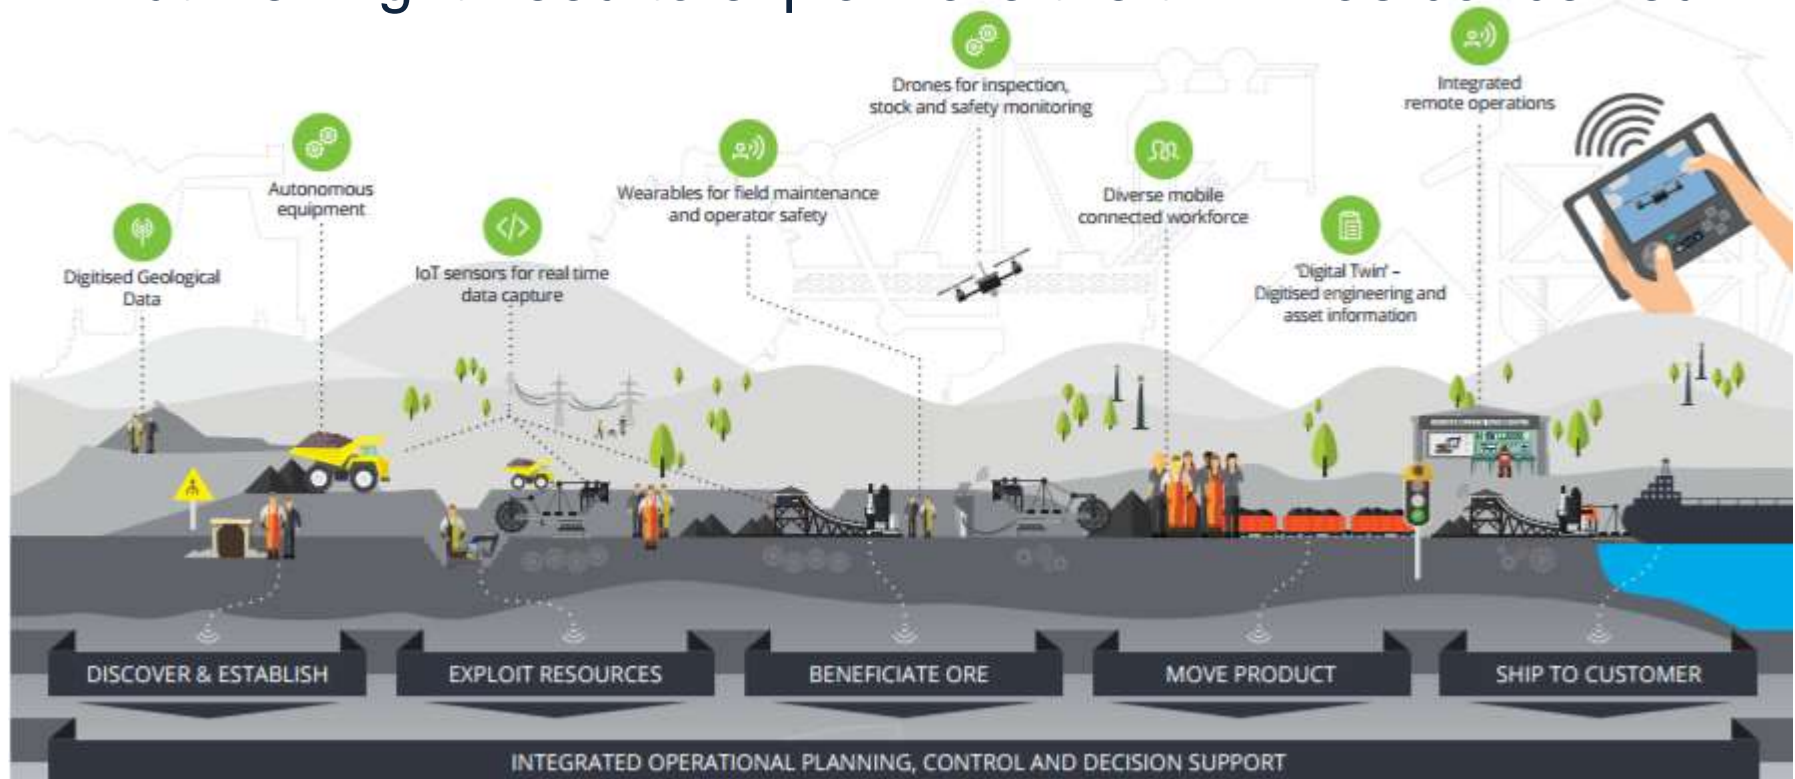 Drones for inspection,
stock and safety monitoring
Integrated
remote operations
Autonomous
equipment
Wearables for field maintenance
and operator safety
Diverse mobile
connected workforce
Digitised Geological
Data
</>
IoT sensors for real time
data capture
'Digital Twin' –
Digitised engineering and
asset information
DISCOVER & ESTABLISH
EXPLOIT RESOURCES
BENEFICIATE ORE
MOVE PRODUCT
SHIP TO CUSTOMER
INTEGRATED OPERATIONAL PLANNING, CONTROL AND DECISION SUPPORT